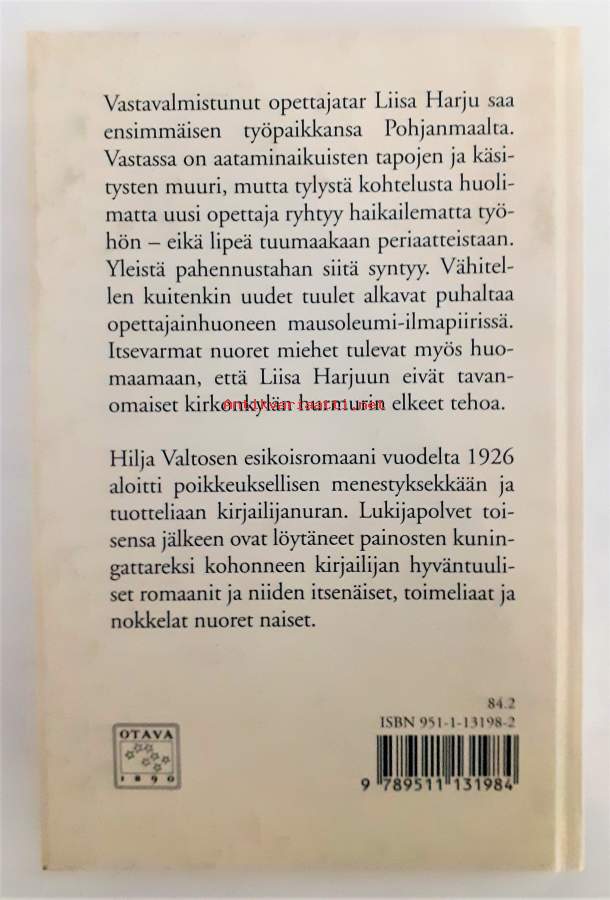 Vastavalmistunut opettajatar Liisa Harju saa
ensimmäisen työpaikkansa Pohjanmaalta.
Vastassa on aataminaikuisten tapojen ja käsi-
tysten muuri, mutta tylystä kohtelusta huoli-
matta uusi opettaja ryhtyy haikailematta työ-
hön – eikä lipeä tuumaakaan periaatteistaan.
Yleistä pahennustahan siitä syntyy. Vähitel-
len kuitenkin uudet tuulet alkavat puhaltaa
opettajainhuoneen mausoleumi-ilmapiirissä.
Itsevarmat nuoret miehet tulevat myös huo-
maamaan, että Liisa Harjuun eivät tavan-
omaiset kirkonkylän hurmurin elkeet tehoa.
Antikvariaatti.net
Hilja Valtosen esikoisromaani vuodelta 1926
aloitti poikkeuksellisen menestyksekkään ja
tuotteliaan kirjailijanuran. Lukijapolvet toi-
sensa jälkeen ovat löytäneet painosten kunin-
gattareksi kohonneen kirjailijan hyväntuuli-
set romaanit ja niiden itsenäiset, toimeliaat ja
nokkelat nuoret naiset.
84.2
ISBN 951-1-13198-2
OTAVA
1890
9 789511 131984